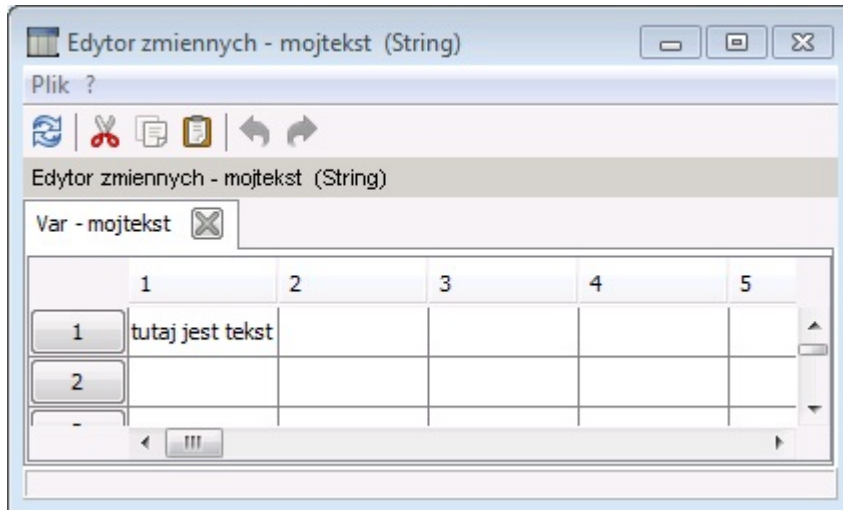 Edytor zmiennych - mojtekst (String)
Plik ?
Edytor zmiennych - mojtekst (String)
Var - mojtekst
1 2 3 4 5
1 tutaj jest tekst
2